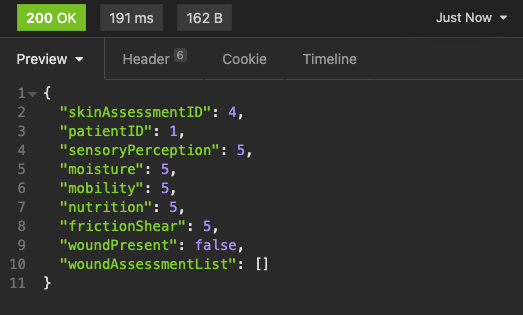 200 OK 191 ms 162 B Just Now
Preview Header 6 Cookie Timeline
1 {
2 "skinAssessmentID": 4,
3 "patientID": 1,
4 "sensoryPerception": 5,
5 "moisture": 5,
6 "mobility": 5,
7 "nutrition": 5,
8 "frictionShear": 5,
9 "woundPresent": false,
10 "woundAssessmentList": []
11 }